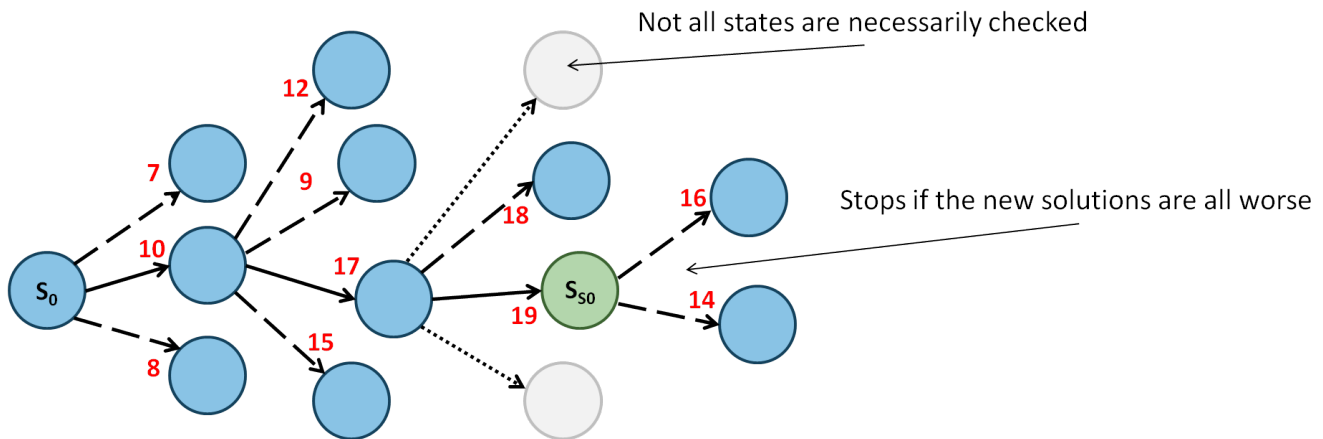 Not all states are necessarily checked
12
7
9
16
18
Stops if the new solutions are all worse
10
17
S0
SS0
14
19
15
8